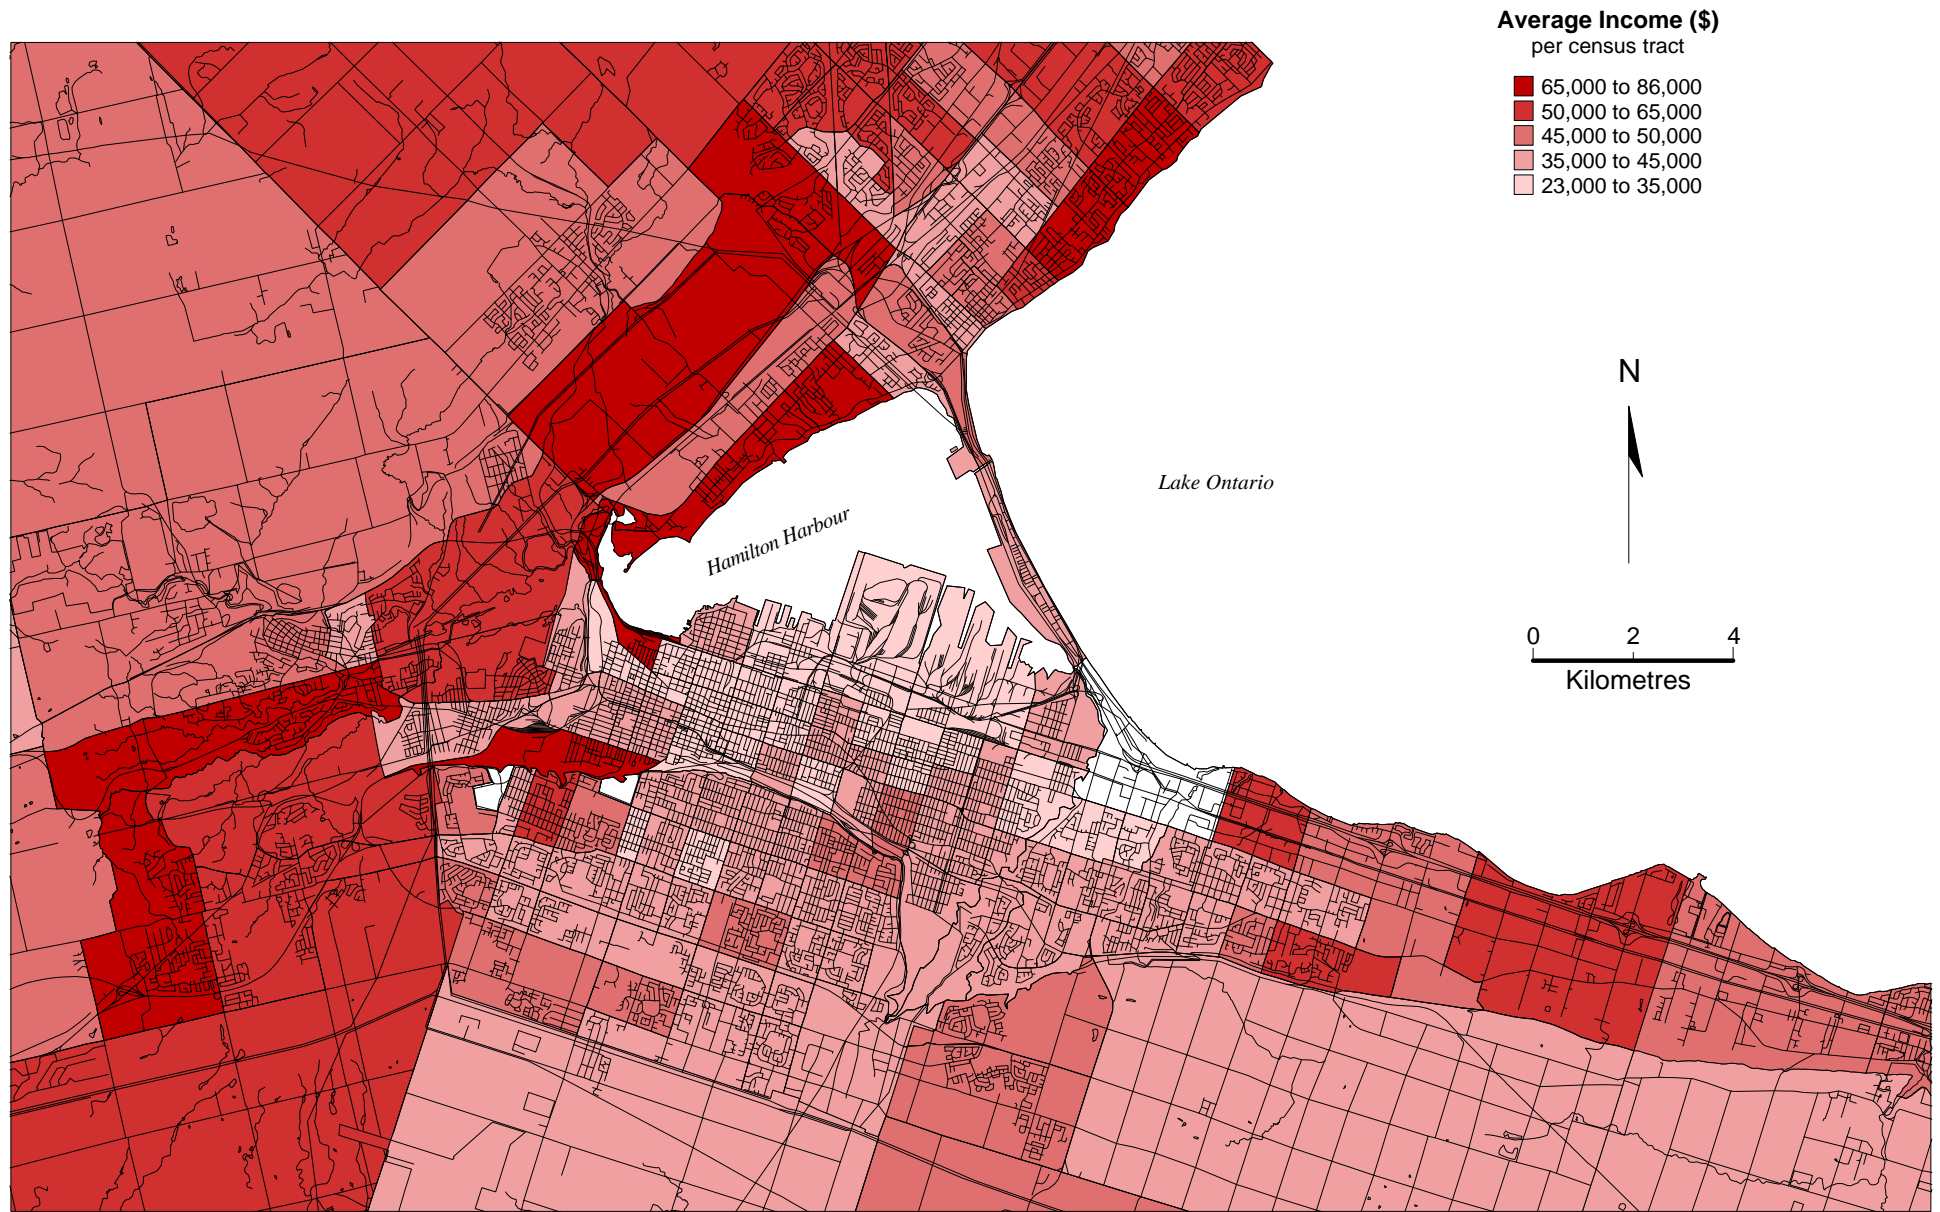 Average Income ($)
per census tract
65,000 to 86,000
50,000 to 65,000
45,000 to 50,000
35,000 to 45,000
23,000 to 35,000
N
Lake Ontario
Hamilton Harbour
0 2 4
Kilometres